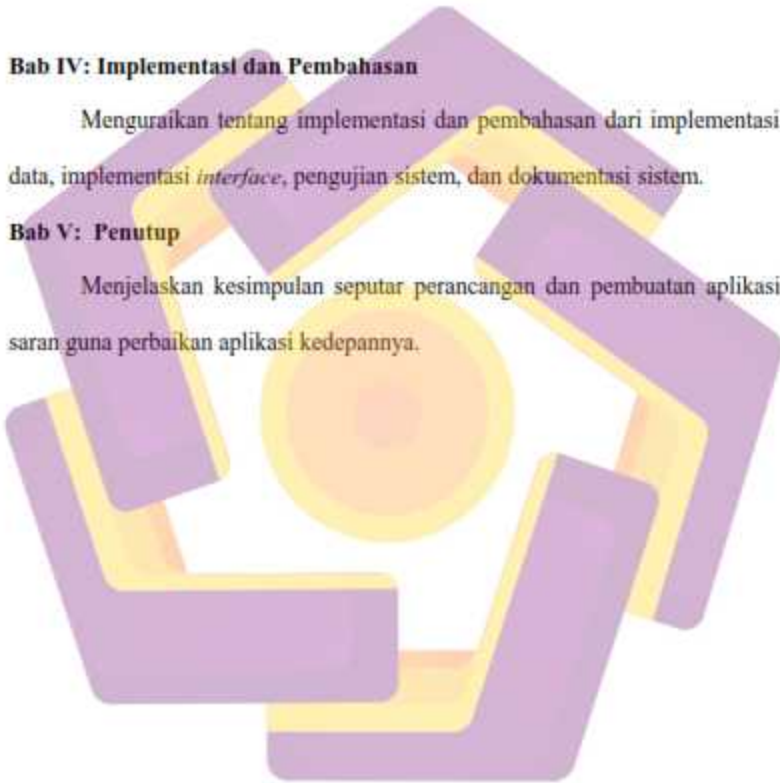 Bab IV: Implementasi dan Pembahasan
Menguraikan tentang implementasi dan pembahasan dari implementasi
data, implementasi interface, pengujian sistem, dan dokumentasi sistem.
Bab V: Penutup
Menjelaskan kesimpulan seputar perancangan dan pembuatan aplikasi
saran guna perbaikan aplikasi kedepannya.